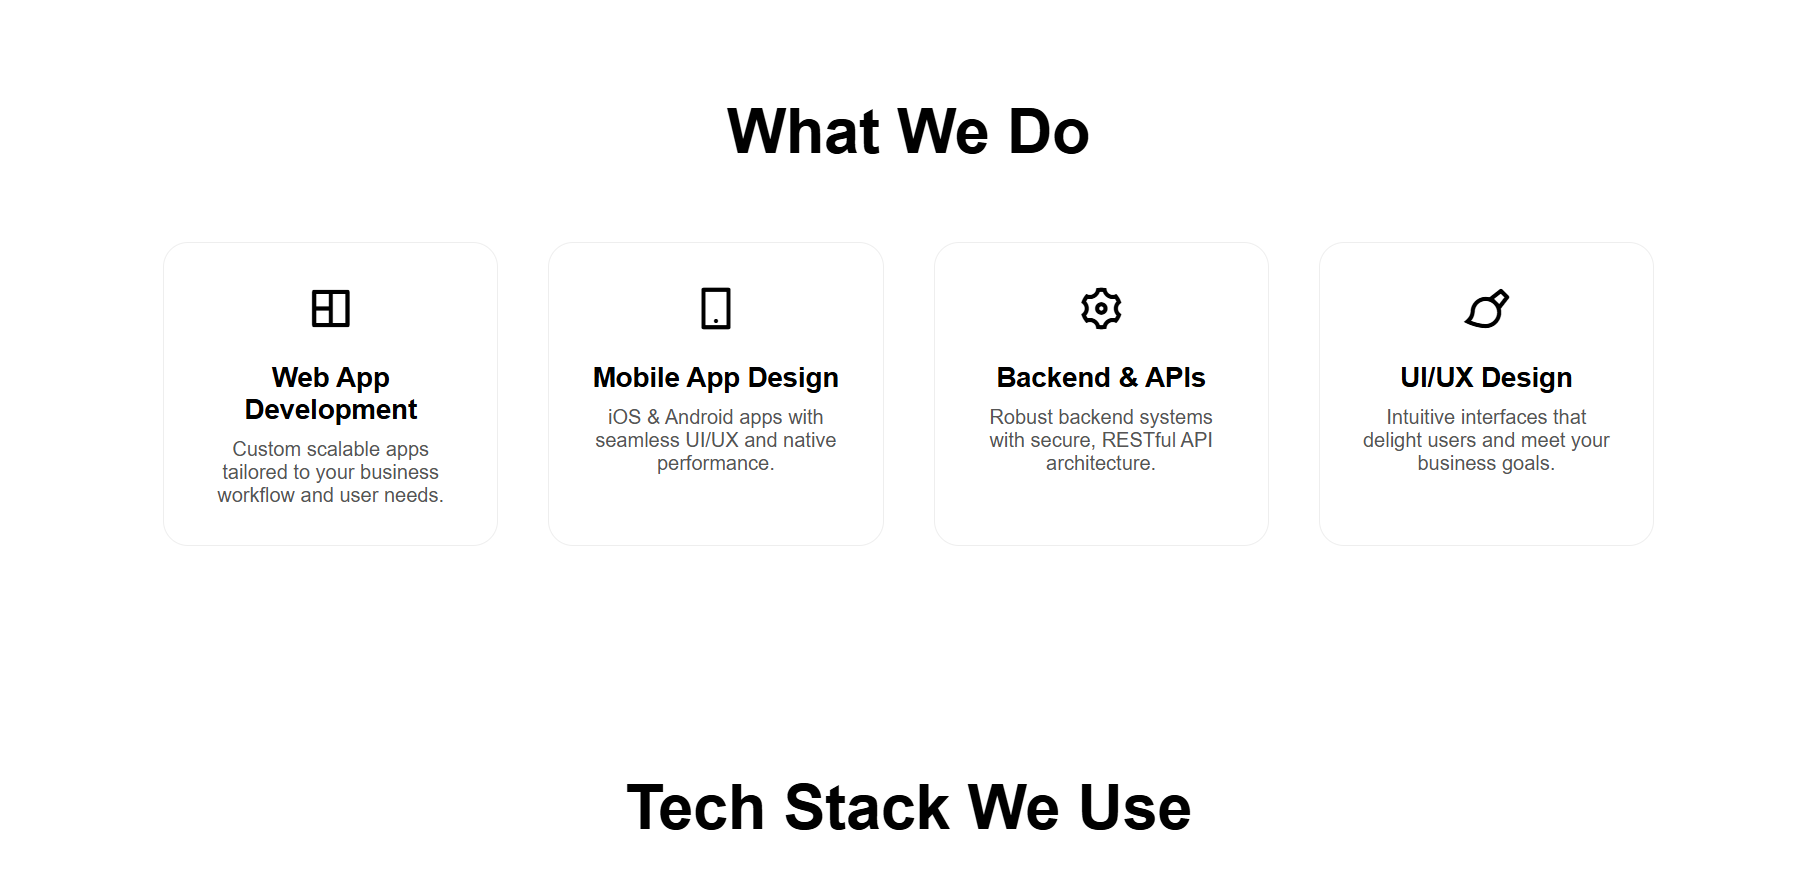 What We Do
Web App
Development
Custom scalable apps
tailored to your business
workflow and user needs.
Mobile App Design
iOS & Android apps with
seamless UI/UX and native
performance.
Backend & APIs
Robust backend systems
with secure, RESTful API
architecture.
UI/UX Design
Intuitive interfaces that
delight users and meet your
business goals.
Tech Stack We Use